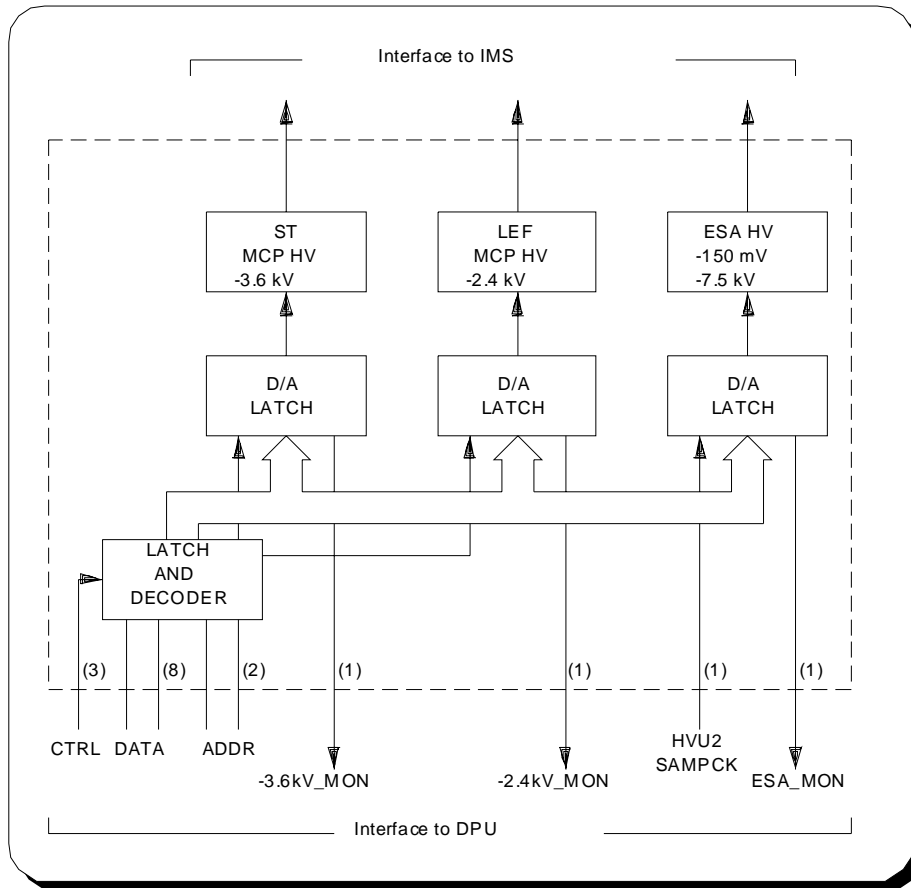 Interface to IMS
ST
MCP HV
-3.6 kV
LEF
MCP HV
-2.4 kV
ESA HV
-150 mV
-7.5 kV
D/A
LATCH
D/A
LATCH
D/A
LATCH
LATCH
AND
DECODER
(3)
(8)
(2)
(1)
(1)
(1)
(1)
CTRL
DATA
ADDR
-3.6kV_MON
-2.4kV_MON
HVU2
SAMPCK
ESA_MON
Interface to DPU